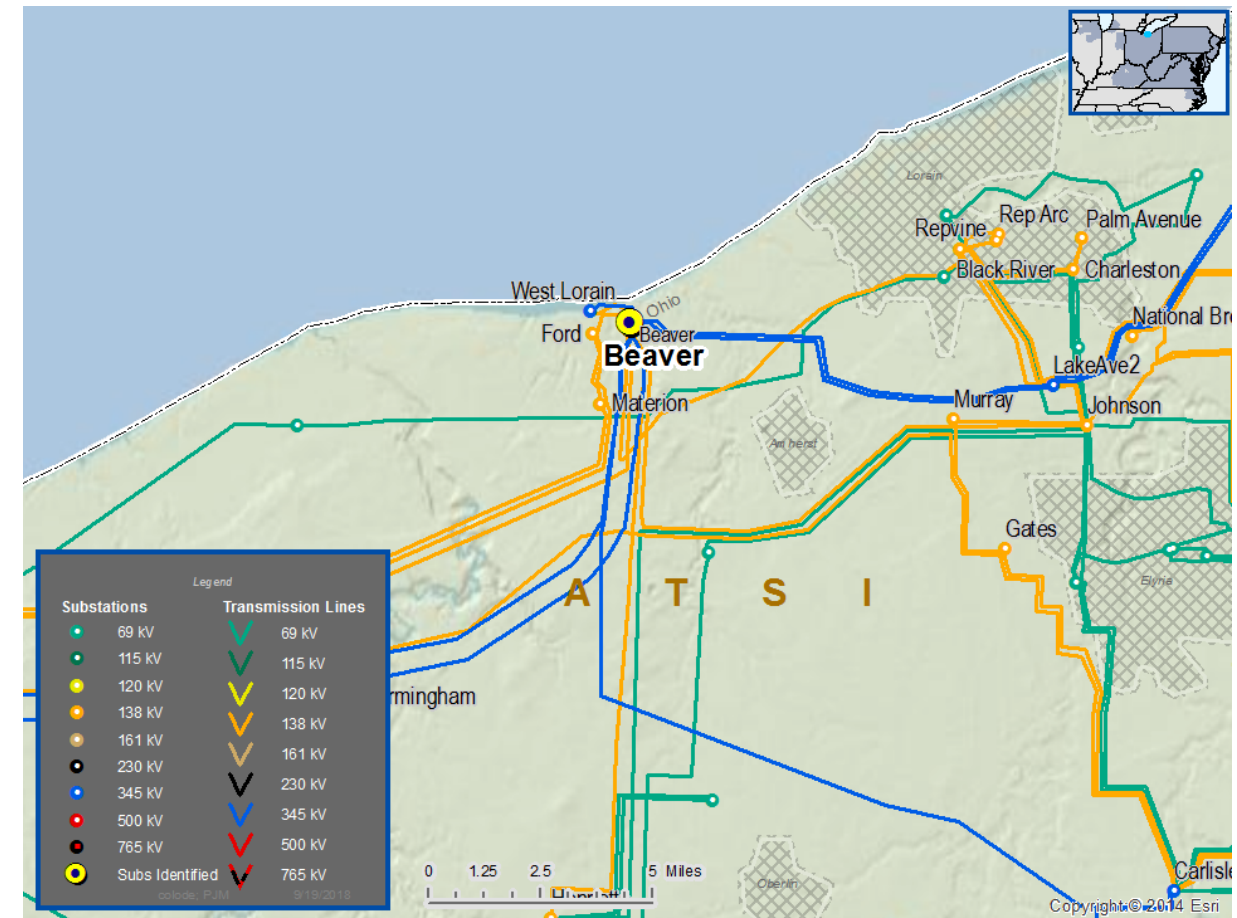 Lorain
Rep Arc
Palm Avenue
Repvine
Black River
Charleston
West Lorain
Ohio
National Br
Ford
Beaver
Beaver
LakeAve2
Murray
Johnson
Materion
Amherst
Gates
Elyria
A T S I
rmingham
Legend
Substations Transmission Lines
69 kV 69 kV
115 kV 115 kV
120 kV 120 kV
138 kV 138 kV
161 kV 161 kV
230 kV 230 kV
345 kV 345 kV
500 kV 500 kV
765 kV 765 kV
Subs Identified
9/19/2018
0 1.25 2.5 5 Miles
Oberlin
Carlisle
Copyright:© 2014 Esri